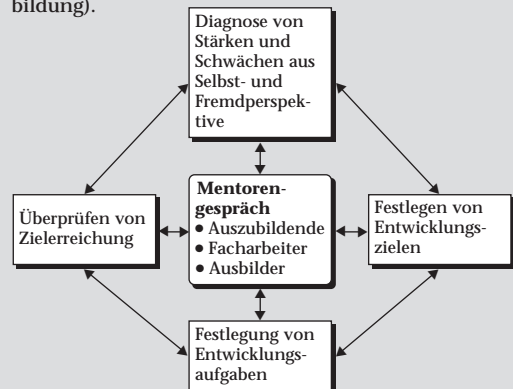 bildung).
Diagnose von
Stärken und
Schwächen aus
Selbst- und
Fremdperspek-
tive
Überprüfen von
Zielerreichung
Mentoren-
gespräch
• Auszubildende
• Facharbeiter
• Ausbilder
Festlegen von
Entwicklungs-
zielen
Festlegung von
Entwicklungs-
aufgaben